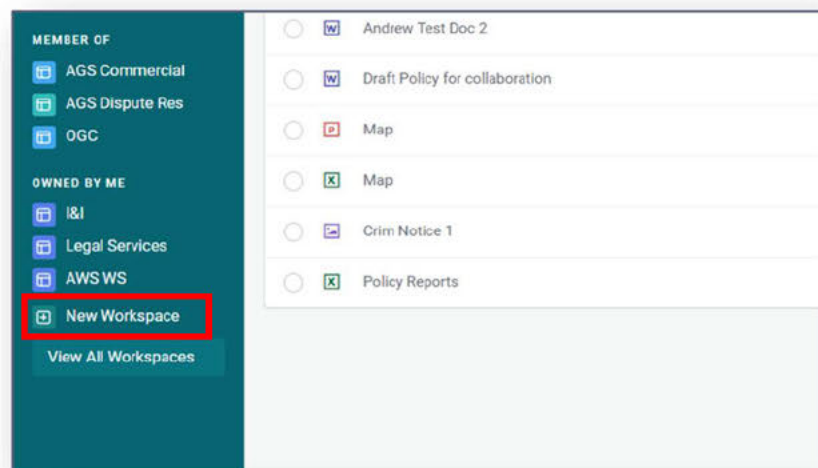 MEMBER OF
AGS Commercial
AGS Dispute Res
OGC
OWNED BY ME
I&I
Legal Services
AWS WS
New Workspace
View All Workspaces
Andrew Test Doc 2
Draft Policy for collaboration
Map
Map
Crim Notice 1
Policy Reports